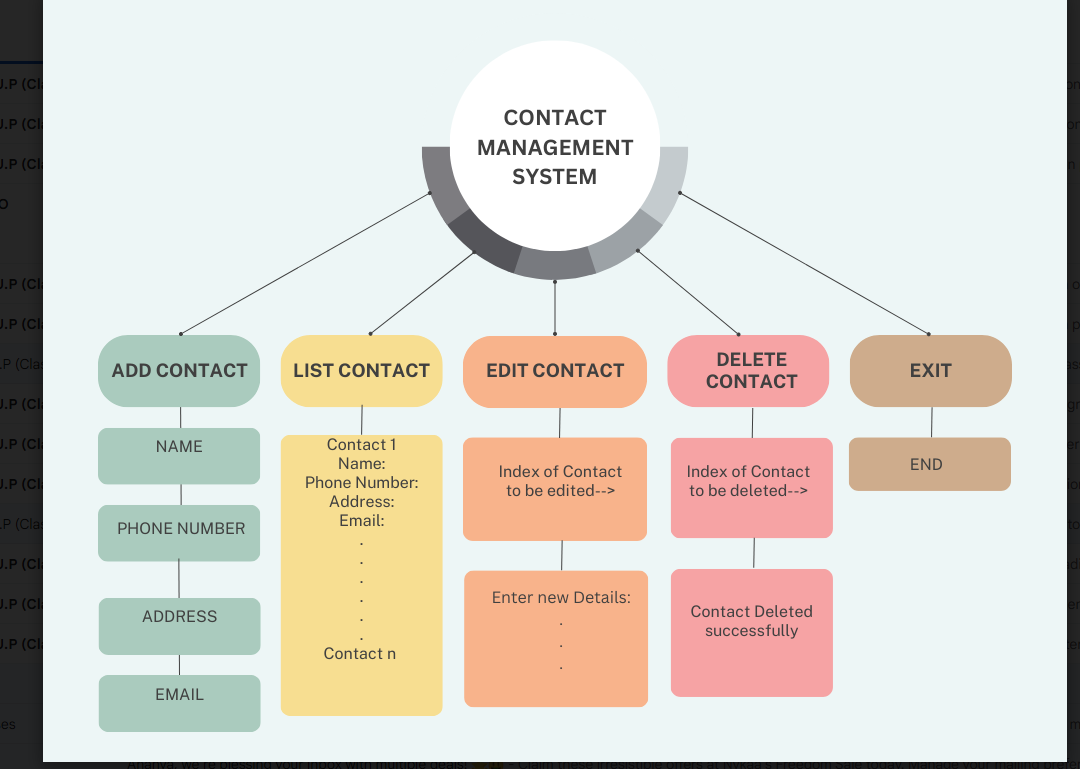 CONTACT
MANAGEMENT
SYSTEM
ADD CONTACT
NAME
PHONE NUMBER
ADDRESS
EMAIL
LIST CONTACT
Contact 1
Name:
Phone Number:
Address:
Email:
.
.
.
.
.
.
Contact n
EDIT CONTACT
Index of Contact
to be edited-->
Enter new Details:
.
.
.
DELETE
CONTACT
Index of Contact
to be deleted-->
Contact Deleted
successfully
EXIT
END